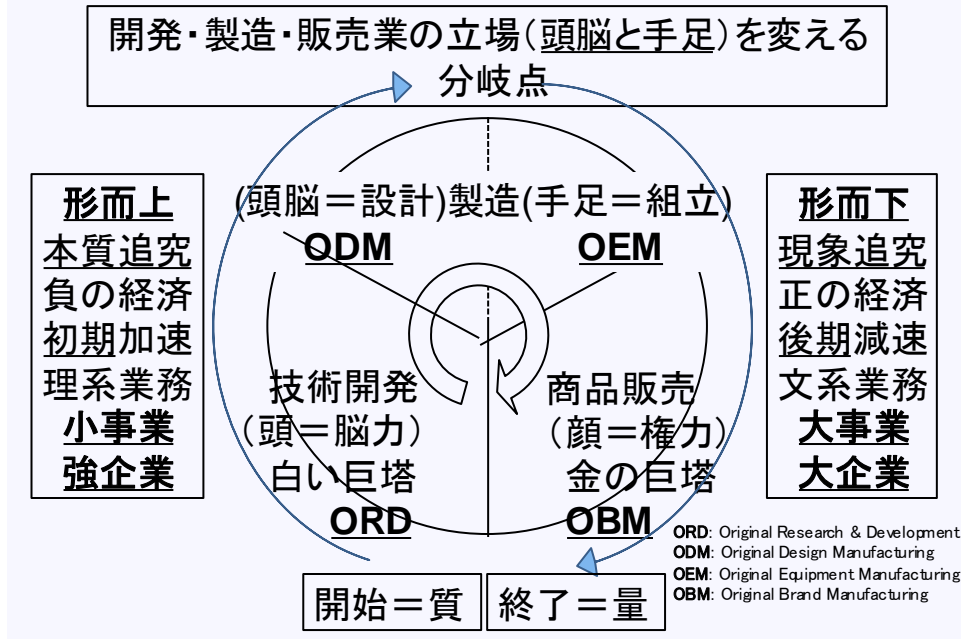 開発・製造・販売業の立場（頭脳と手足）を変える
分岐点
形而上
本質追究
負の経済
初期加速
理系業務
小事業
強企業
(頭脳＝設計)製造(手足＝組立)
ODM
OEM
技術開発
（頭＝脳力）
白い巨塔
ORD
商品販売
（顔＝権力）
金の巨塔
OBM
形而下
現象追究
正の経済
後期減速
文系業務
大事業
大企業
ORD: Original Research & Development
ODM: Original Design Manufacturing
OEM: Original Equipment Manufacturing
OBM: Original Brand Manufacturing
開始＝質
終了＝量